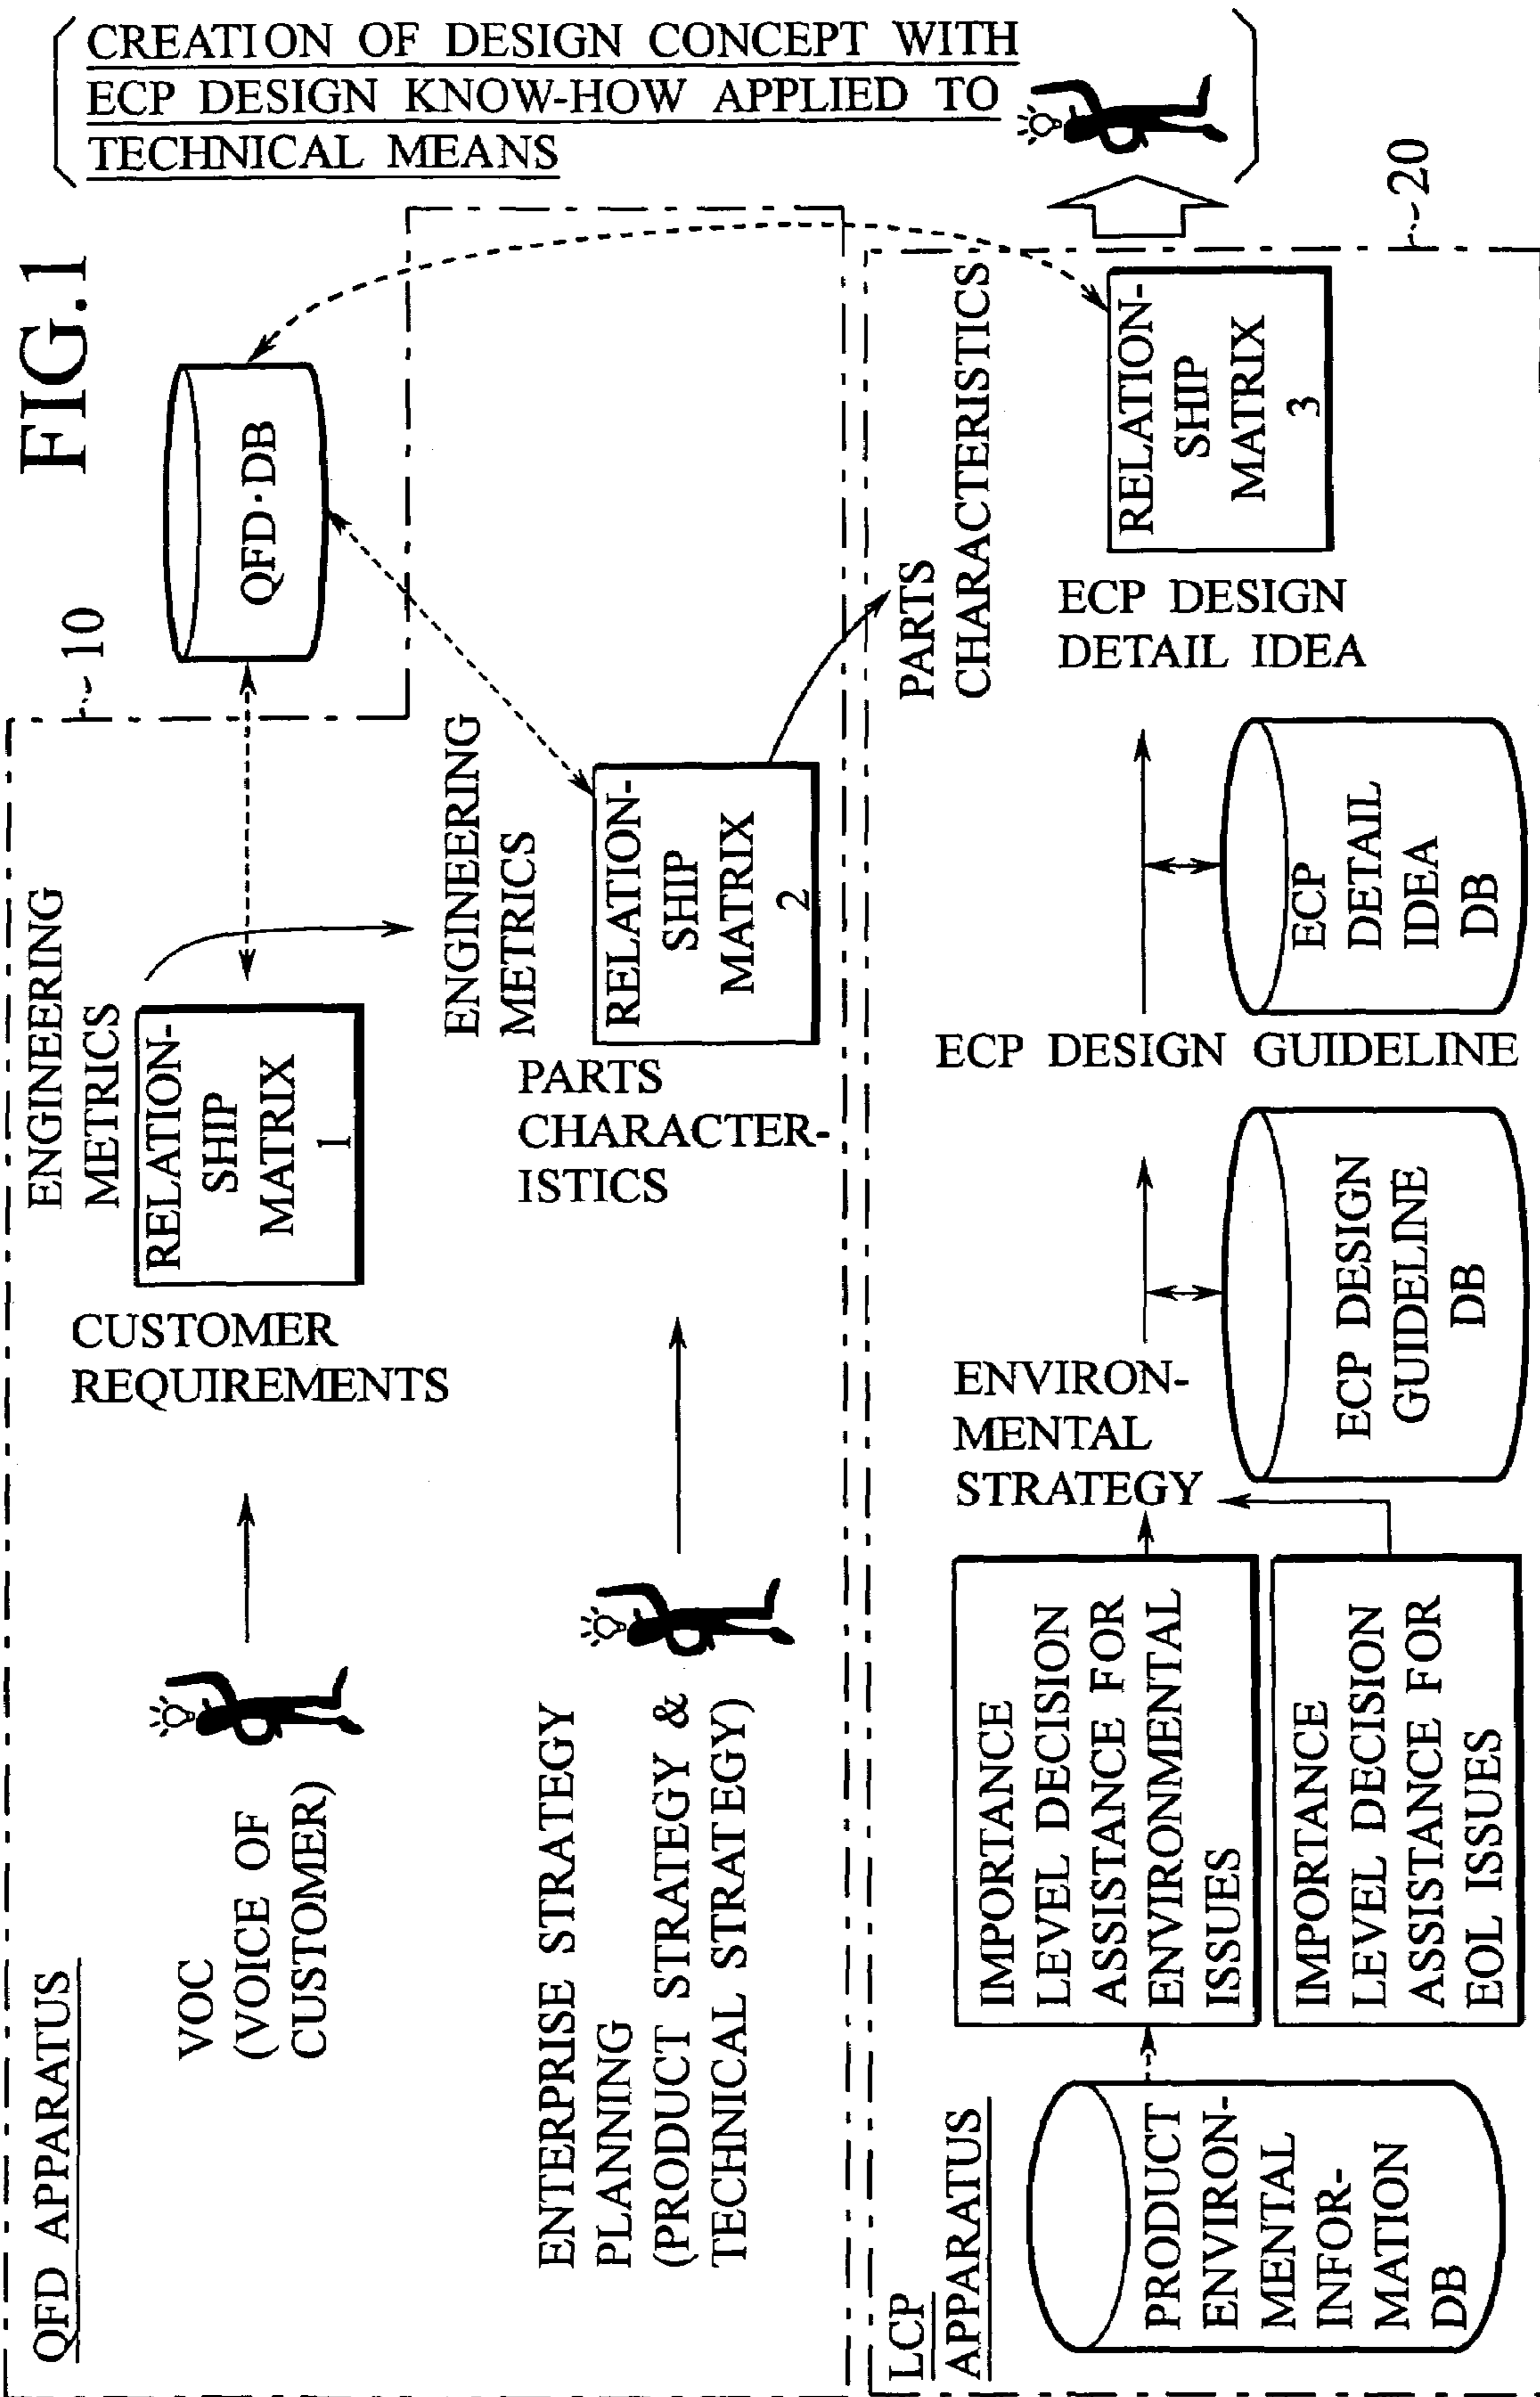 FIG.1
QFD APPARATUS
10
VOC
(VOICE OF
CUSTOMER)
CUSTOMER
REQUIREMENTS
ENGINEERING
METRICS
RELATION-
SHIP
MATRIX
1
QFD·DB
ENTERPRISE STRATEGY
PLANNING
(PRODUCT STRATEGY &
TECHNICAL STRATEGY)
PARTS
CHARACTER-
ISTICS
ENGINEERING
METRICS
RELATION-
SHIP
MATRIX
2
LCP
APPARATUS
20
PRODUCT
ENVIRON-
MENTAL
INFOR-
MATION
DB
IMPORTANCE
LEVEL DECISION
ASSISTANCE FOR
ENVIRONMENTAL
ISSUES
IMPORTANCE
LEVEL DECISION
ASSISTANCE FOR
EOL ISSUES
ENVIRON-
MENTAL
STRATEGY
ECP DESIGN
GUIDELINE
DB
ECP DESIGN GUIDELINE
ECP
DETAIL
IDEA
DB
ECP DESIGN
DETAIL IDEA
PARTS
CHARACTERISTICS
RELATION-
SHIP
MATRIX
3
CREATION OF DESIGN CONCEPT WITH
ECP DESIGN KNOW-HOW APPLIED TO
TECHNICAL MEANS